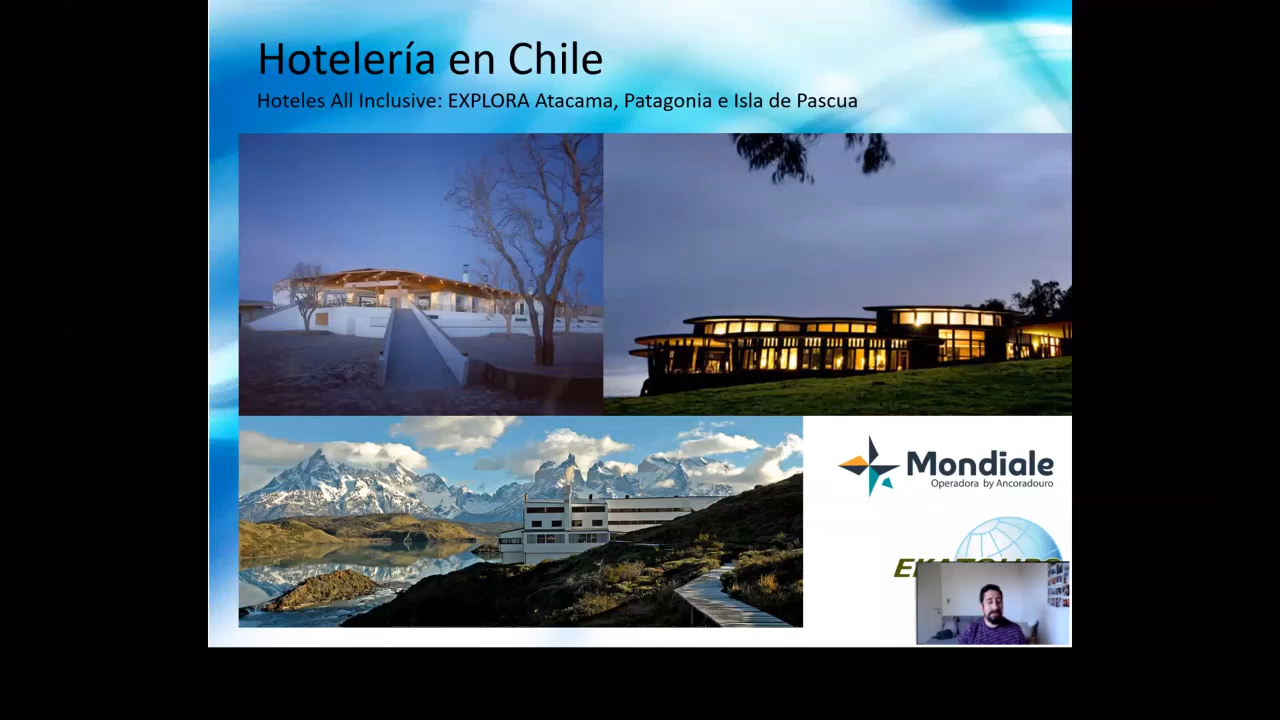 Hotelería en Chile
Hoteles All Inclusive: EXPLORA Atacama, Patagonia e Isla de Pascua
Mondiale
Operadora by Ancoradouro